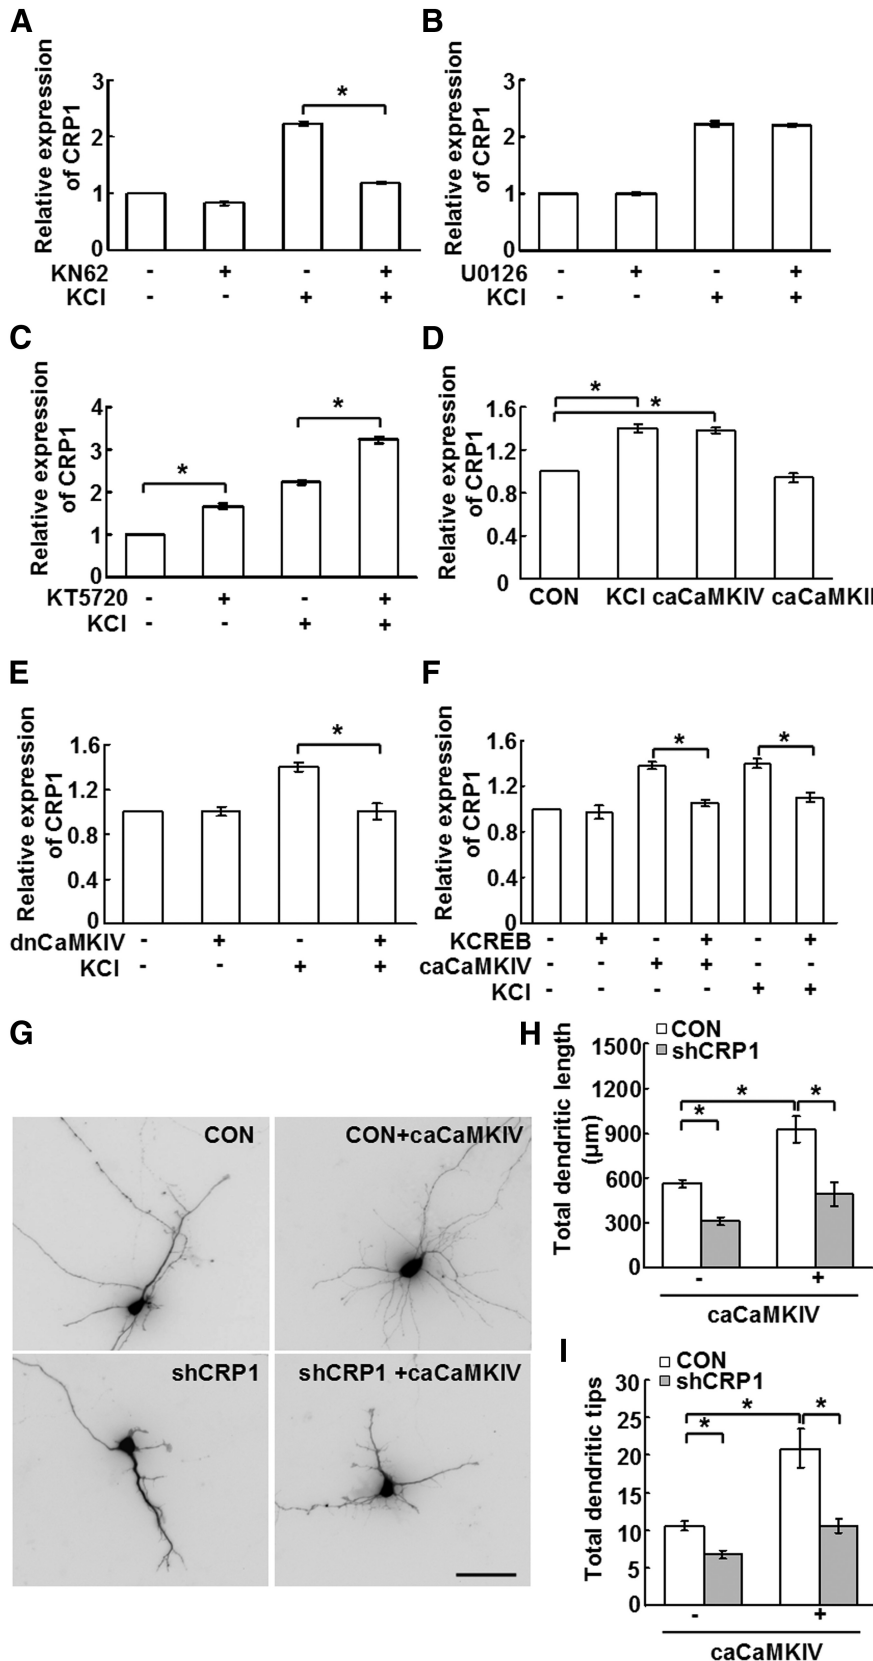 A
Relative expression
of CRP1
3
2
1
0
*
KN62 - + - +
KCl - - + +
B
Relative expression
of CRP1
3
2
1
0
U0126 - + - +
KCl - - + +
C
Relative expression
of CRP1
4
3
2
1
0
*
*
KT5720 - + - +
KCl - - + +
D
Relative expression
of CRP1
1.6
1.2
0.8
0.4
0
*
*
CON KCl caCaMKIV caCaMKII
E
Relative expression
of CRP1
1.6
1.2
0.8
0.4
0
*
dnCaMKIV - + - +
KCl - - + +
F
Relative expression
of CRP1
1.6
1.2
0.8
0.4
0
*
*
KCREB - + - + - +
caCaMKIV - - + + - -
KCl - - - - + +
G
CON
CON+caCaMKIV
shCRP1
shCRP1 +caCaMKIV
H
CON
shCRP1
Total dendritic length
(μm)
1500
1200
900
600
300
0
*
*
*
- +
caCaMKIV
I
CON
shCRP1
Total dendritic tips
30
25
20
15
10
5
0
*
*
*
- +
caCaMKIV